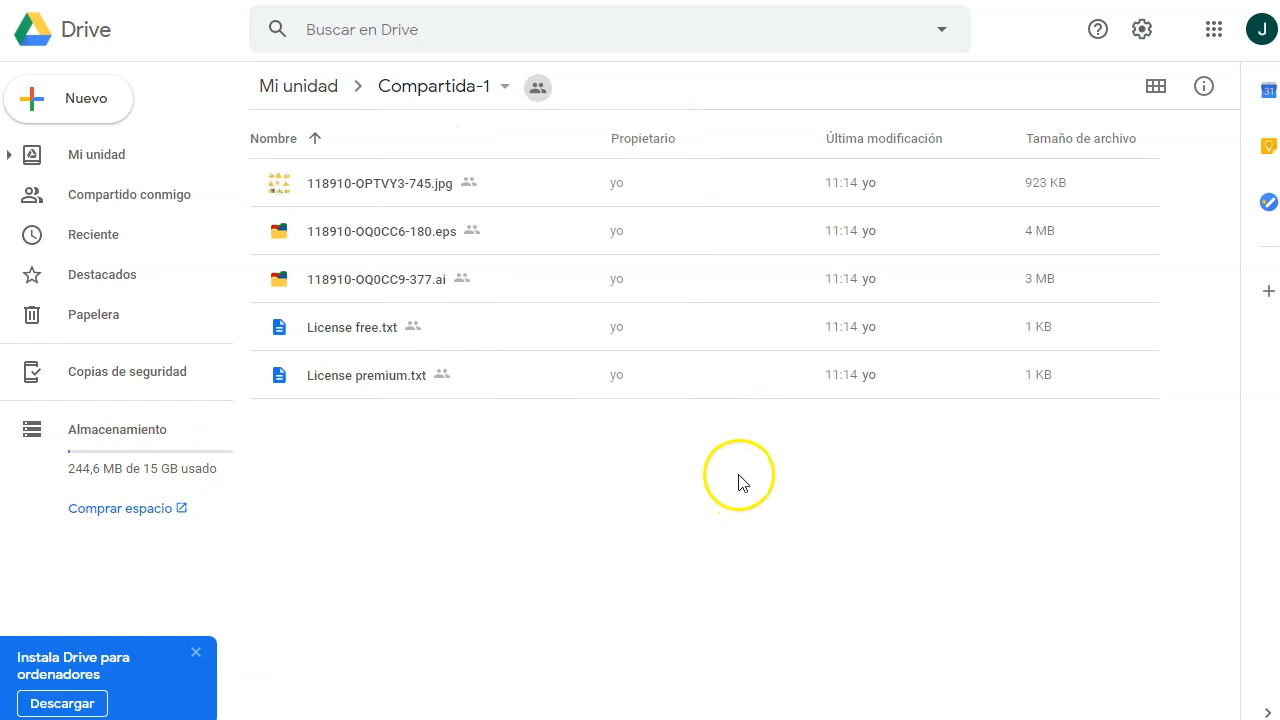 Drive
Buscar en Drive
J
Nuevo
Mi unidad
Compartido conmigo
Reciente
Destacados
Papelera
Copias de seguridad
Almacenamiento
244,6 MB de 15 GB usado
Comprar espacio
Instala Drive para
ordenadores
Descargar
Mi unidad Compartida-1
Nombre Propietario Última modificación Tamaño de archivo
118910-OPTVY3-745.jpg yo 11:14 yo 923 KB
118910-OQ0CC6-180.eps yo 11:14 yo 4 MB
118910-OQ0CC9-377.ai yo 11:14 yo 3 MB
License free.txt yo 11:14 yo 1 KB
License premium.txt yo 11:14 yo 1 KB
31